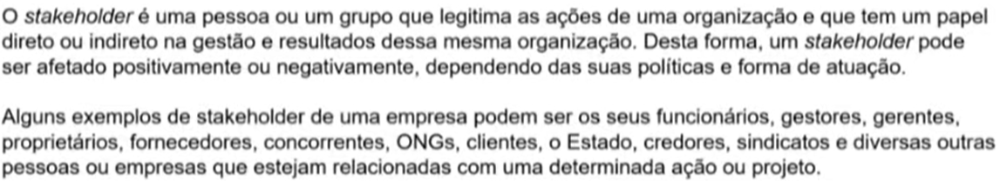 O stakeholder é uma pessoa ou um grupo que legitima as ações de uma organização e que tem um papel
direto ou indireto na gestão e resultados dessa mesma organização. Desta forma, um stakeholder pode
ser afetado positivamente ou negativamente, dependendo das suas políticas e forma de atuação.
Alguns exemplos de stakeholder de uma empresa podem ser os seus funcionários, gestores, gerentes,
proprietários, fornecedores, concorrentes, ONGs, clientes, o Estado, credores, sindicatos e diversas outras
pessoas ou empresas que estejam relacionadas com uma determinada ação ou projeto.